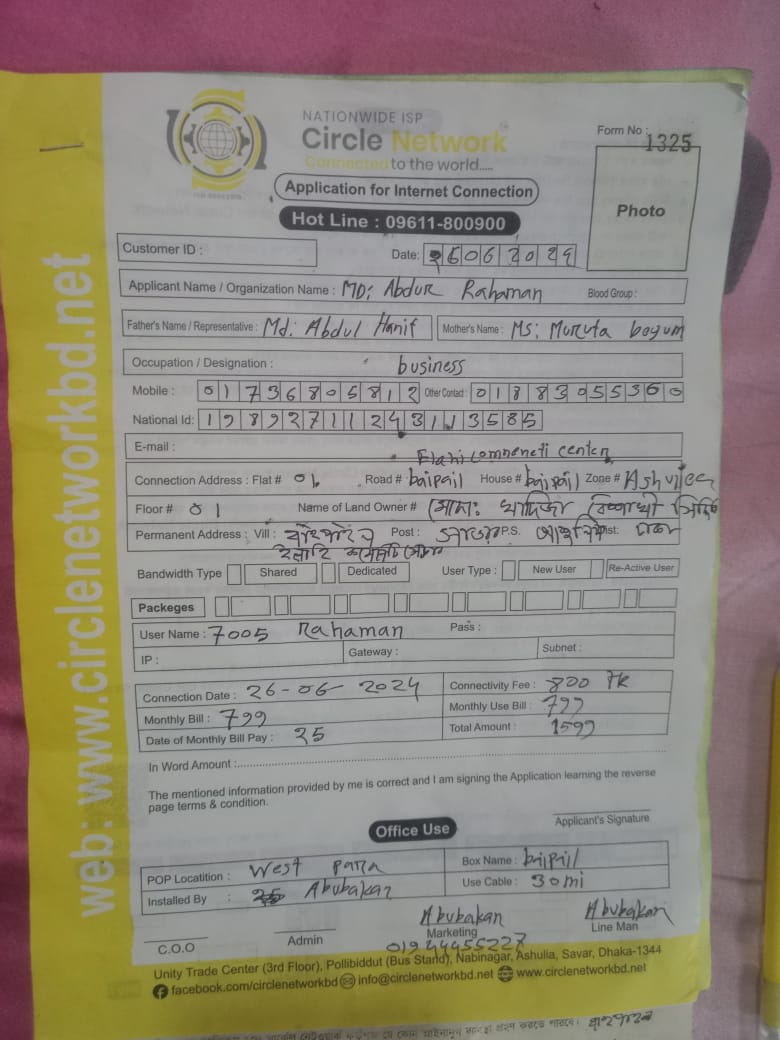 NATIONWIDE ISP
Circle Network
Connected to the world.....
Form No : 1325
Application for Internet Connection
Photo
Hot Line : 09611-800900
Customer ID :
Date: 26062024
Applicant Name / Organization Name : MD: Abdur Rahaman Blood Group :
Father's Name / Representative : Md: Abdul Hanif Mother's Name : Ms: Muruta begum
Occupation / Designation : business
Mobile : 01736805812 Other Contact : 01883055360
National Id: 19892711243113585
E-mail :
Connection Address : Flat # 01 Road # baipail House # baipail Zone #
Floor # 01 Name of Land Owner # মোসাঃ খাদিজা
Permanent Address : Vill : Post : P.S. Dist: ঢাকা
Bandwidth Type Shared Dedicated User Type : New User Re-Active User
Packeges
User Name : 7005 Rahaman Pass :
IP : Gateway : Subnet :
Connection Date : 26-06-2024 Connectivity Fee : 800 TK
Monthly Bill : 799 Monthly Use Bill : 799
Date of Monthly Bill Pay : 25 Total Amount : 1599
In Word Amount :
The mentioned information provided by me is correct and I am signing the Application learning the reverse
page terms & condition.
Applicant's Signature
Office Use
POP Locatition : West Para Box Name : baipail
Installed By : Abubakar Use Cable : 30mi
Abubakar Abubakar
C.O.O Admin Marketing Line Man
01944455227
Unity Trade Center (3rd Floor), Pollibiddut (Bus Stand), Nabinagar, Ashulia, Savar, Dhaka-1344
facebook.com/circlenetworkbd info@circlenetworkbd.net www.circlenetworkbd.net
web: www.circlenetworkbd.net